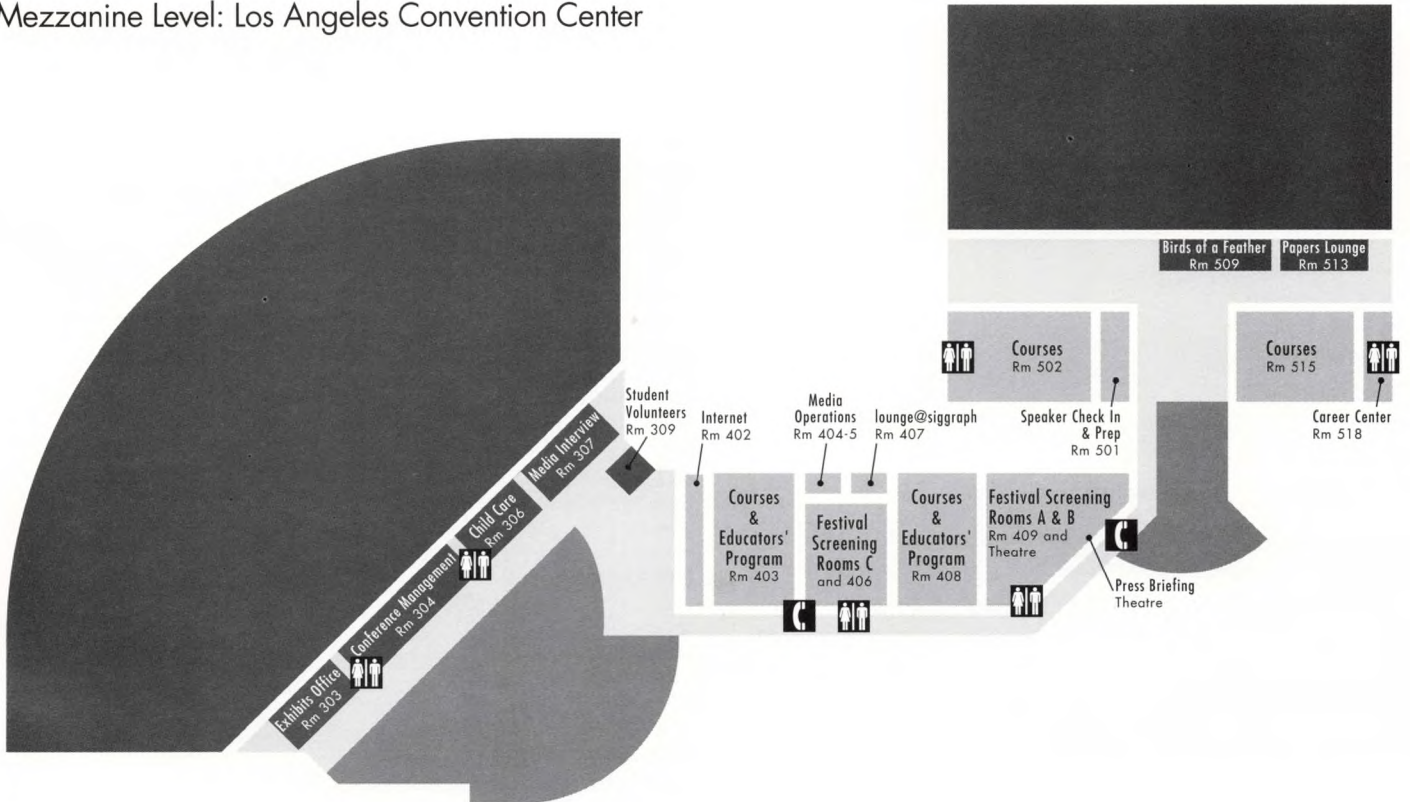 Mezzanine Level: Los Angeles Convention Center
Birds of a Feather
Rm 509
Papers Lounge
Rm 513
Courses
Rm 502
Courses
Rm 515
Speaker Check In
& Prep
Rm 501
Career Center
Rm 518
Student
Volunteers
Rm 309
Internet
Rm 402
Media
Operations
Rm 404-5
lounge@siggraph
Rm 407
Media Interview
Rm 307
Child Care
Rm 306
Conference Management
Rm 304
Exhibits Office
Rm 303
Courses
&
Educators'
Program
Rm 403
Festival
Screening
Rooms C
and 406
Courses
&
Educators'
Program
Rm 408
Festival Screening
Rooms A & B
Rm 409 and
Theatre
Press Briefing
Theatre